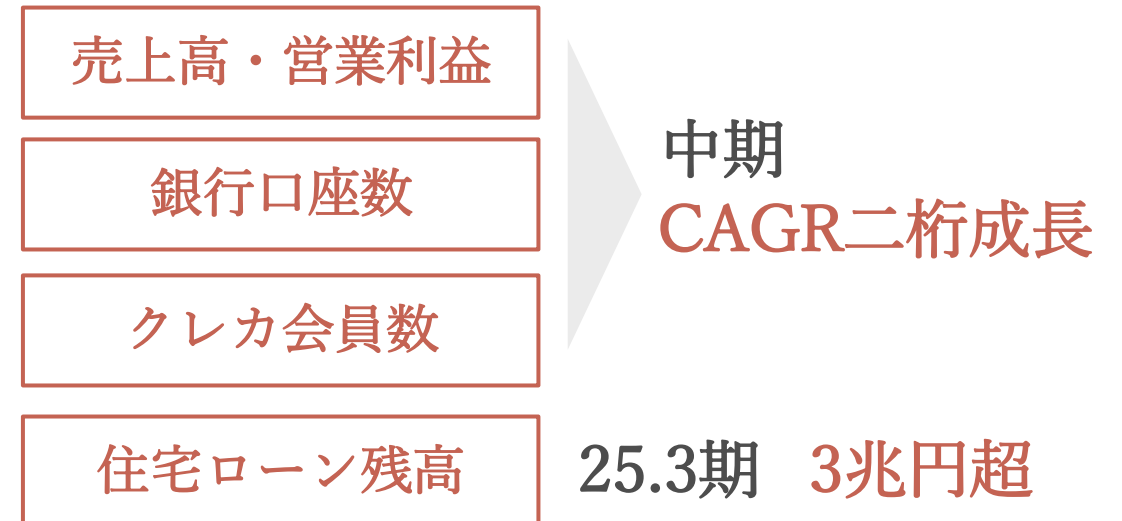 売上高・営業利益
銀行口座数
クレカ会員数
中期
CAGR二桁成長
住宅ローン残高
25.3期 3兆円超